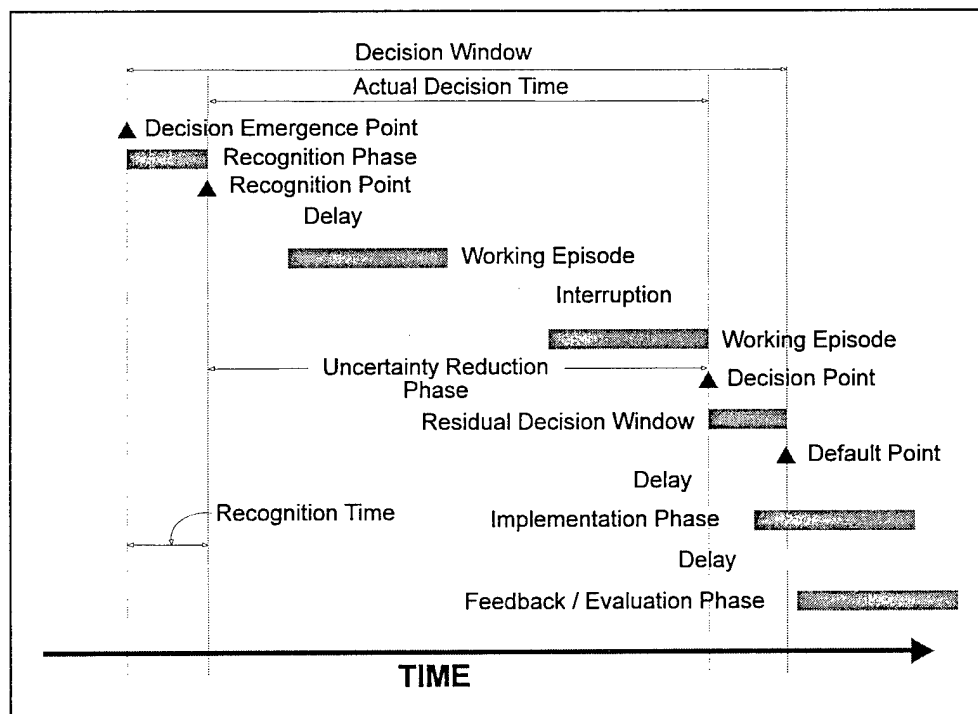 Decision Window
Actual Decision Time
Decision Emergence Point
Recognition Phase
Recognition Point
Delay
Working Episode
Interruption
Working Episode
Uncertainty Reduction
Phase
Decision Point
Residual Decision Window
Default Point
Delay
Recognition Time
Implementation Phase
Delay
Feedback / Evaluation Phase
TIME